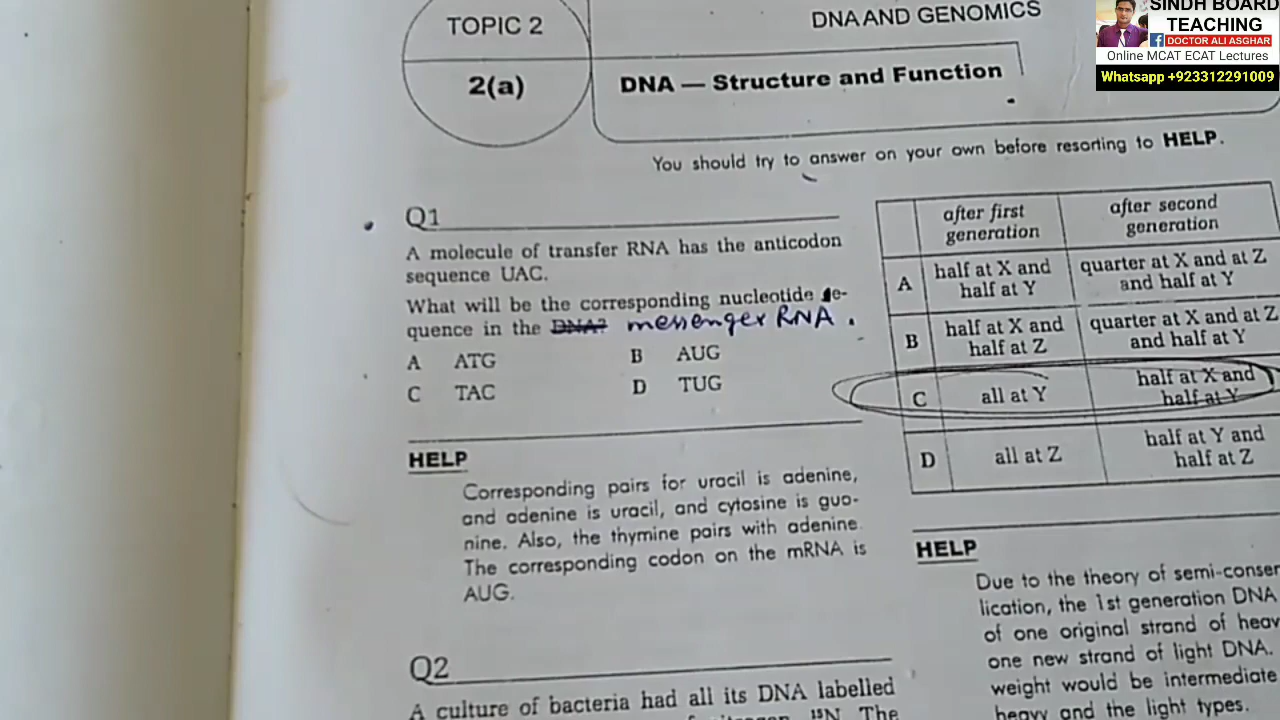 TOPIC 2
2(a)
DNA AND GENOMICS
DNA — Structure and Function
SINDH BOARD
TEACHING
DOCTOR ALI ASGHAR
Online MCAT ECAT Lectures
Whatsapp +923312291009
You should try to answer on your own before resorting to HELP.
Q1
A molecule of transfer RNA has the anticodon
sequence UAC.
What will be the corresponding nucleotide se-
quence in the DNA? messenger RNA.
A ATG B AUG
C TAC D TUG
HELP
Corresponding pairs for uracil is adenine,
and adenine is uracil, and cytosine is guo-
nine. Also, the thymine pairs with adenine.
The corresponding codon on the mRNA is
AUG.
Q2
A culture of bacteria had all its DNA labelled
¹⁵N. The
after first after second
generation generation
A half at X and quarter at X and at Z
half at Y and half at Y
B half at X and quarter at X and at Z
half at Z and half at Y
C all at Y half at X and
half at Y
D all at Z half at Y and
half at Z
HELP
Due to the theory of semi-conser
lication, the 1st generation DNA
of one original strand of heav
one new strand of light DNA.
weight would be intermediate
heavy and the light types.